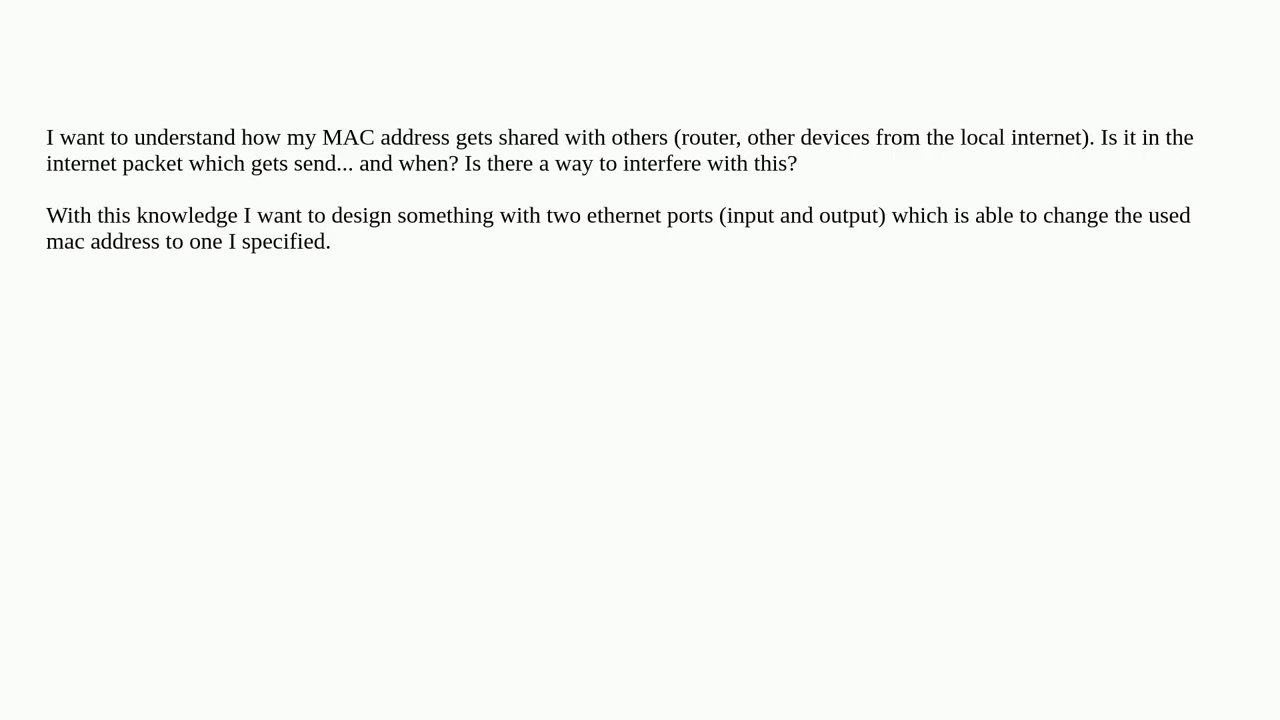 I want to understand how my MAC address gets shared with others (router, other devices from the local internet). Is it in the
internet packet which gets send... and when? Is there a way to interfere with this?
With this knowledge I want to design something with two ethernet ports (input and output) which is able to change the used
mac address to one I specified.